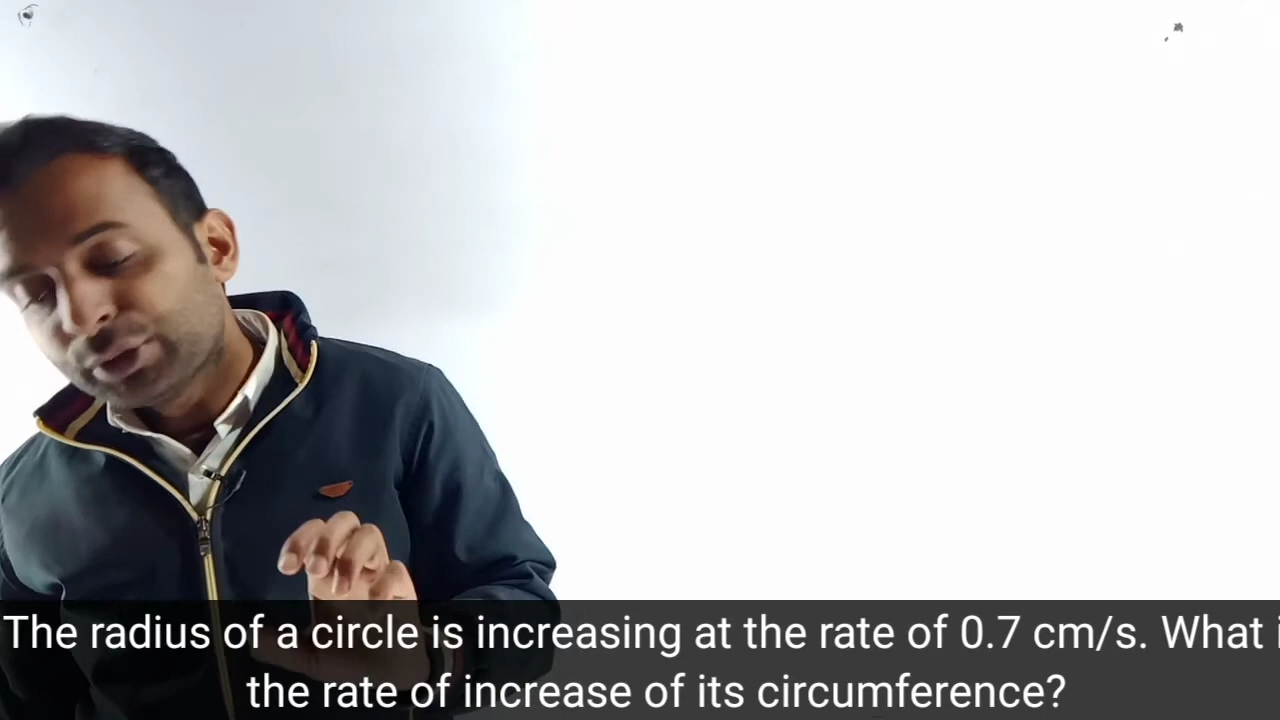 The radius of a circle is increasing at the rate of 0.7 cm/s. What
the rate of increase of its circumference?